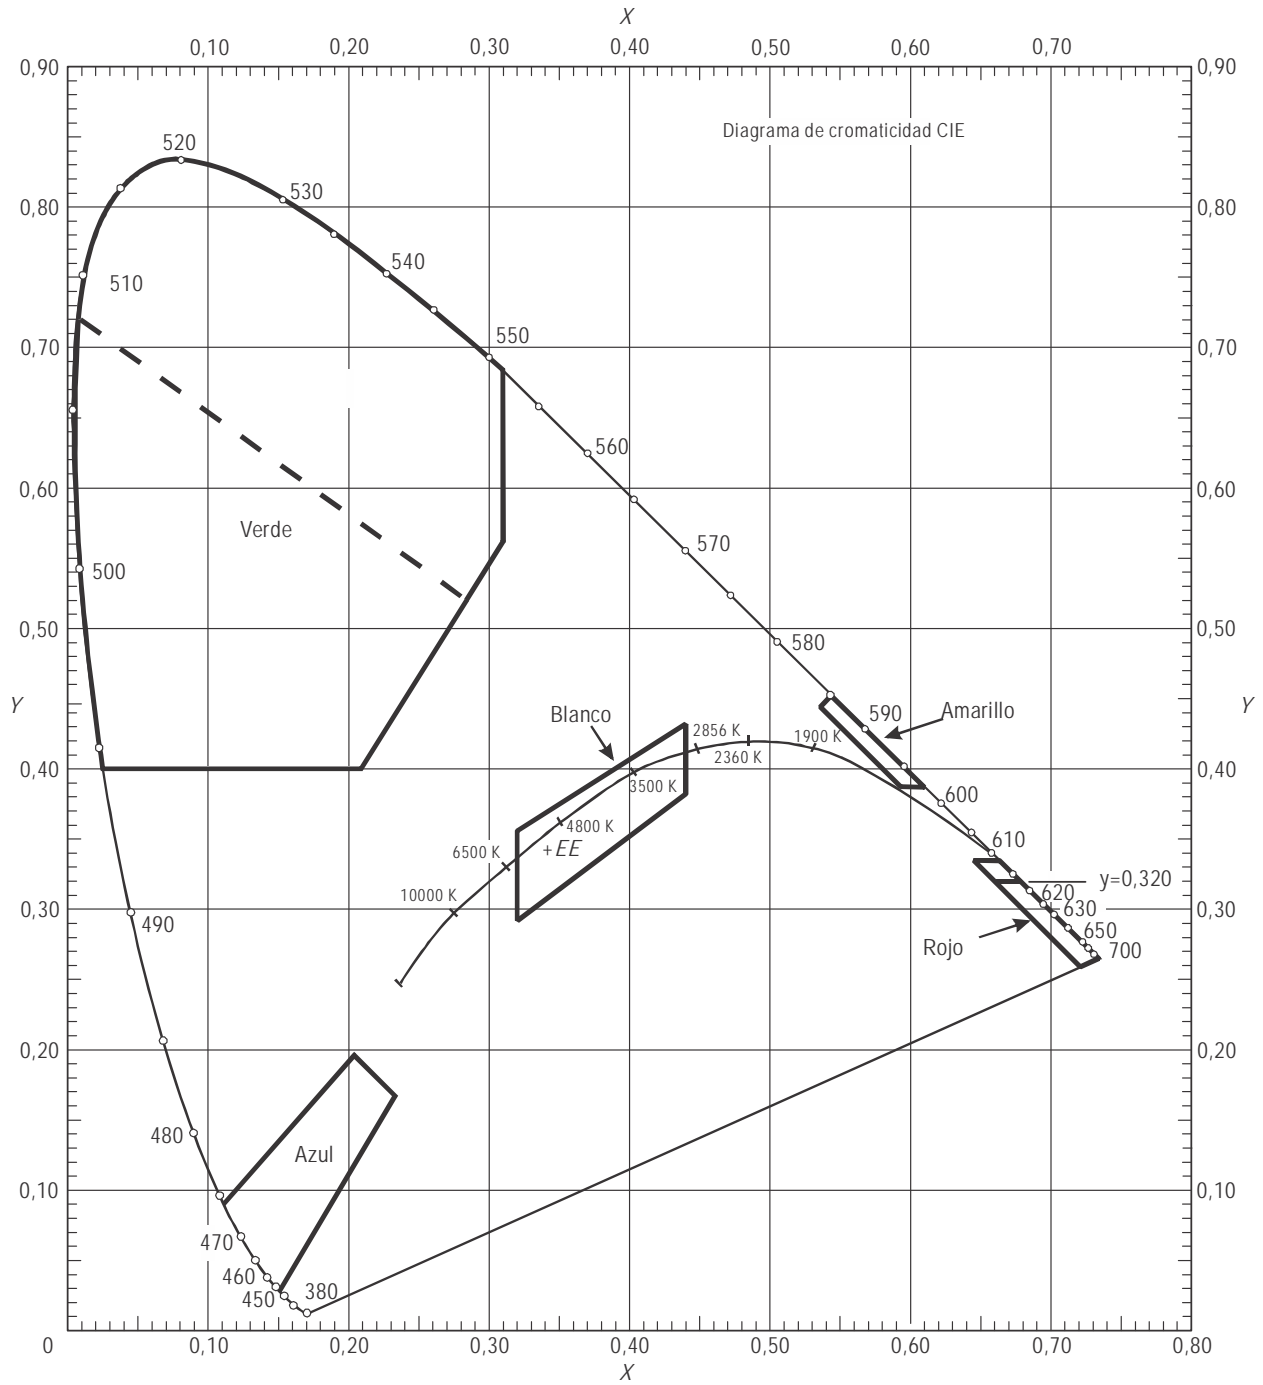 X
0,10 0,20 0,30 0,40 0,50 0,60 0,70
0,90 0,90
Diagrama de cromaticidad CIE
520
530
0,80 0,80
540
510
550
0,70 0,70
560
0,60 0,60
570
Verde
500
0,50 0,50
580
Y Y
Blanco
590
Amarillo
2856 K
1900 K
2360 K
0,40 0,40
3500 K
600
4800 K
610
6500 K
+EE
y=0,320
10000 K
620
0,30 630 0,30
490
650
Rojo
700
0,20 0,20
480
Azul
0,10 0,10
470
460
380
450
0 0,10 0,20 0,30 0,40 0,50 0,60 0,70 0,80
X